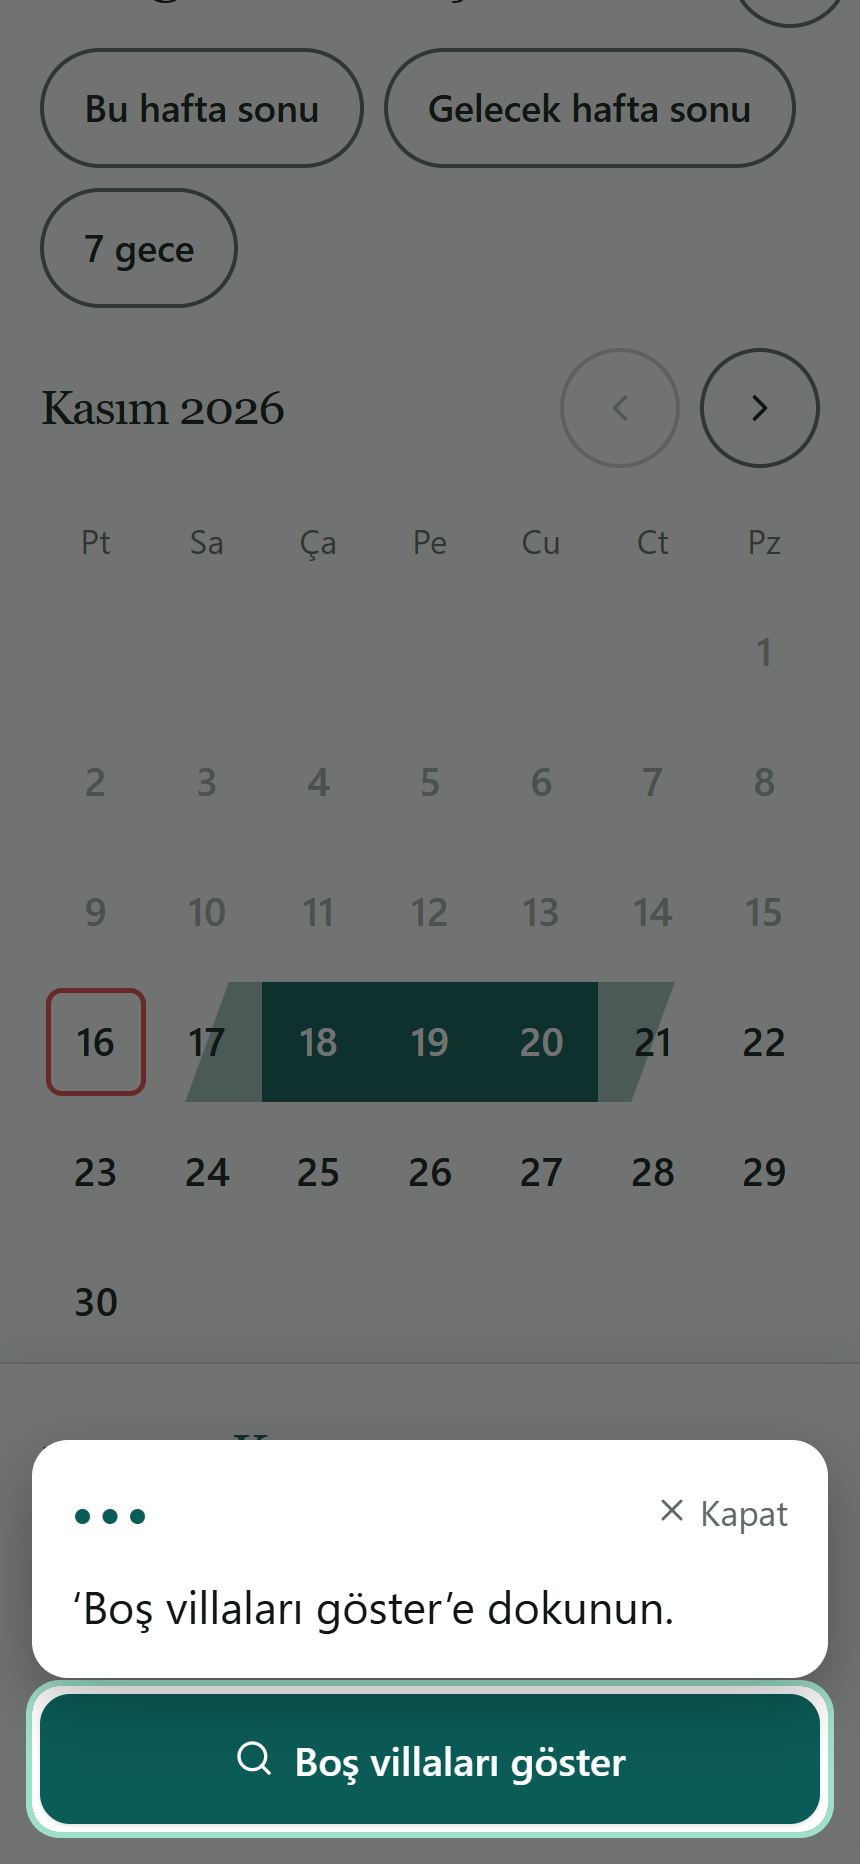 Bu hafta sonu Gelecek hafta sonu
7 gece
Kasım 2026
Pt Sa Ça Pe Cu Ct Pz
1
2 3 4 5 6 7 8
9 10 11 12 13 14 15
16 17 18 19 20 21 22
23 24 25 26 27 28 29
30
Kapat
‘Boş villaları göster’e dokunun.
Boş villaları göster